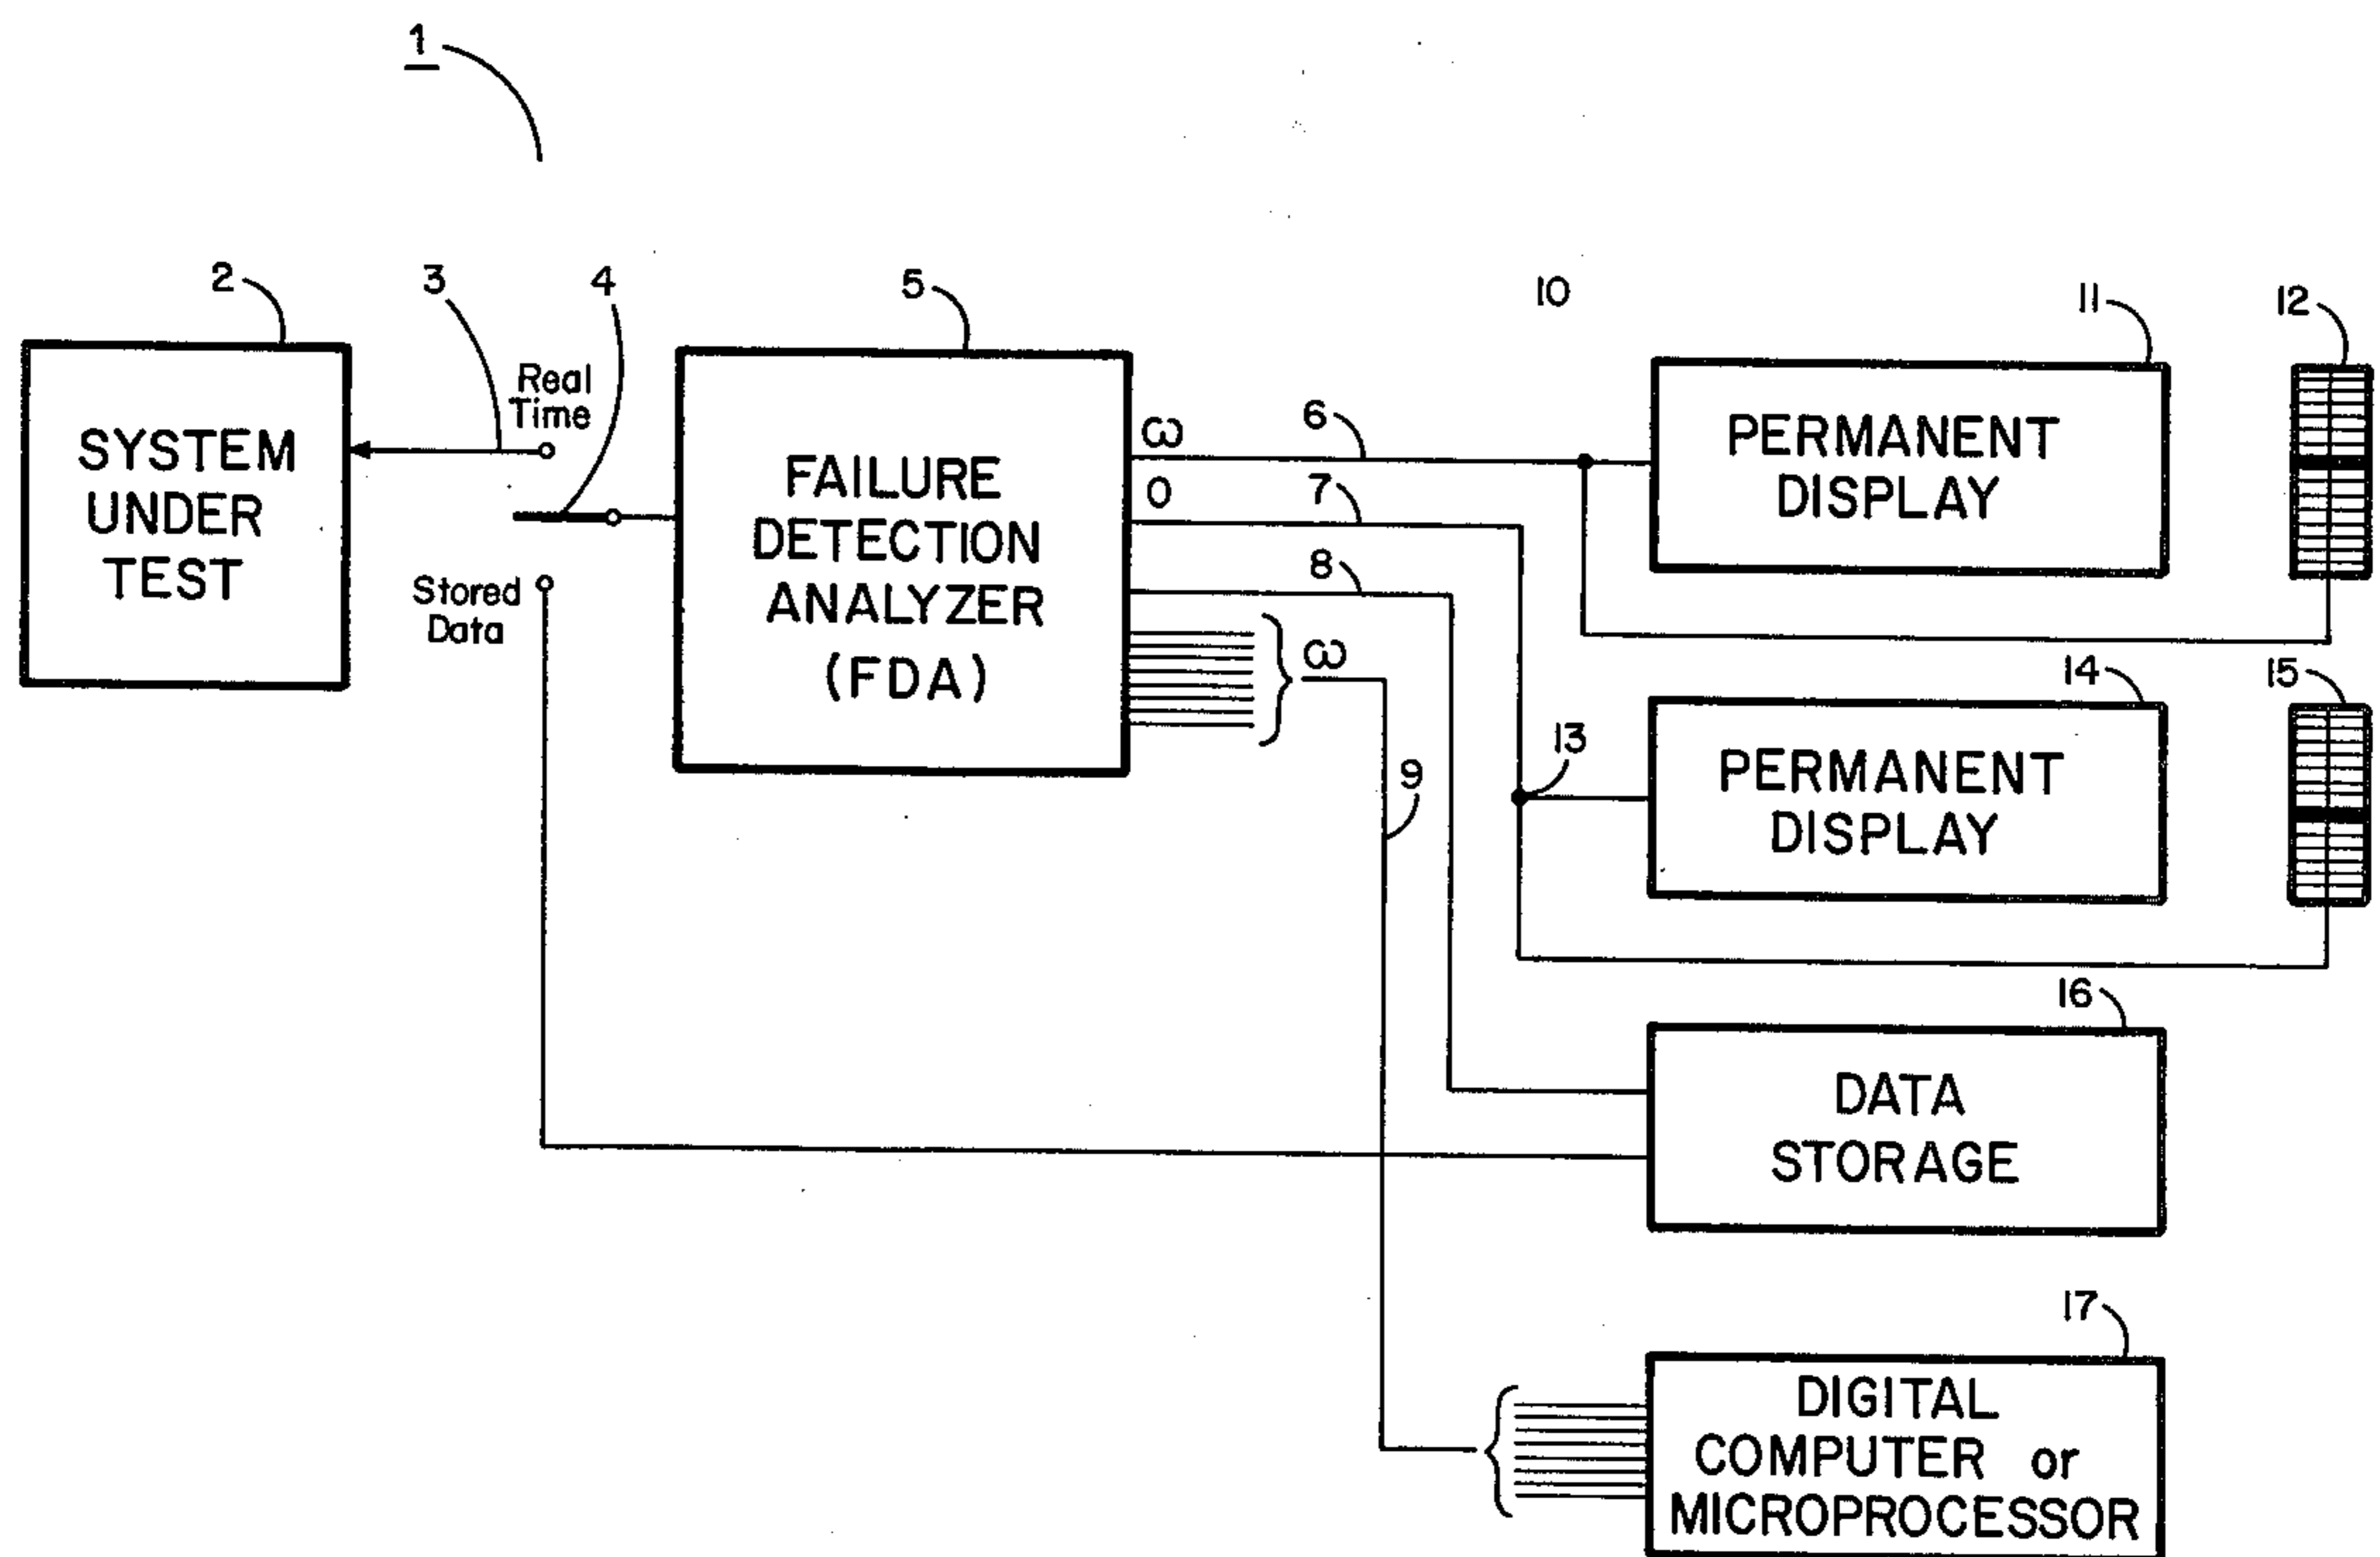 1
2
3
4
5
10
11
12
Real
Time
SYSTEM
UNDER
TEST
Stored
Data
FAILURE
DETECTION
ANALYZER
(FDA)
ω
6
O
7
8
ω
9
PERMANENT
DISPLAY
13
14
15
PERMANENT
DISPLAY
16
DATA
STORAGE
17
DIGITAL
COMPUTER or
MICROPROCESSOR